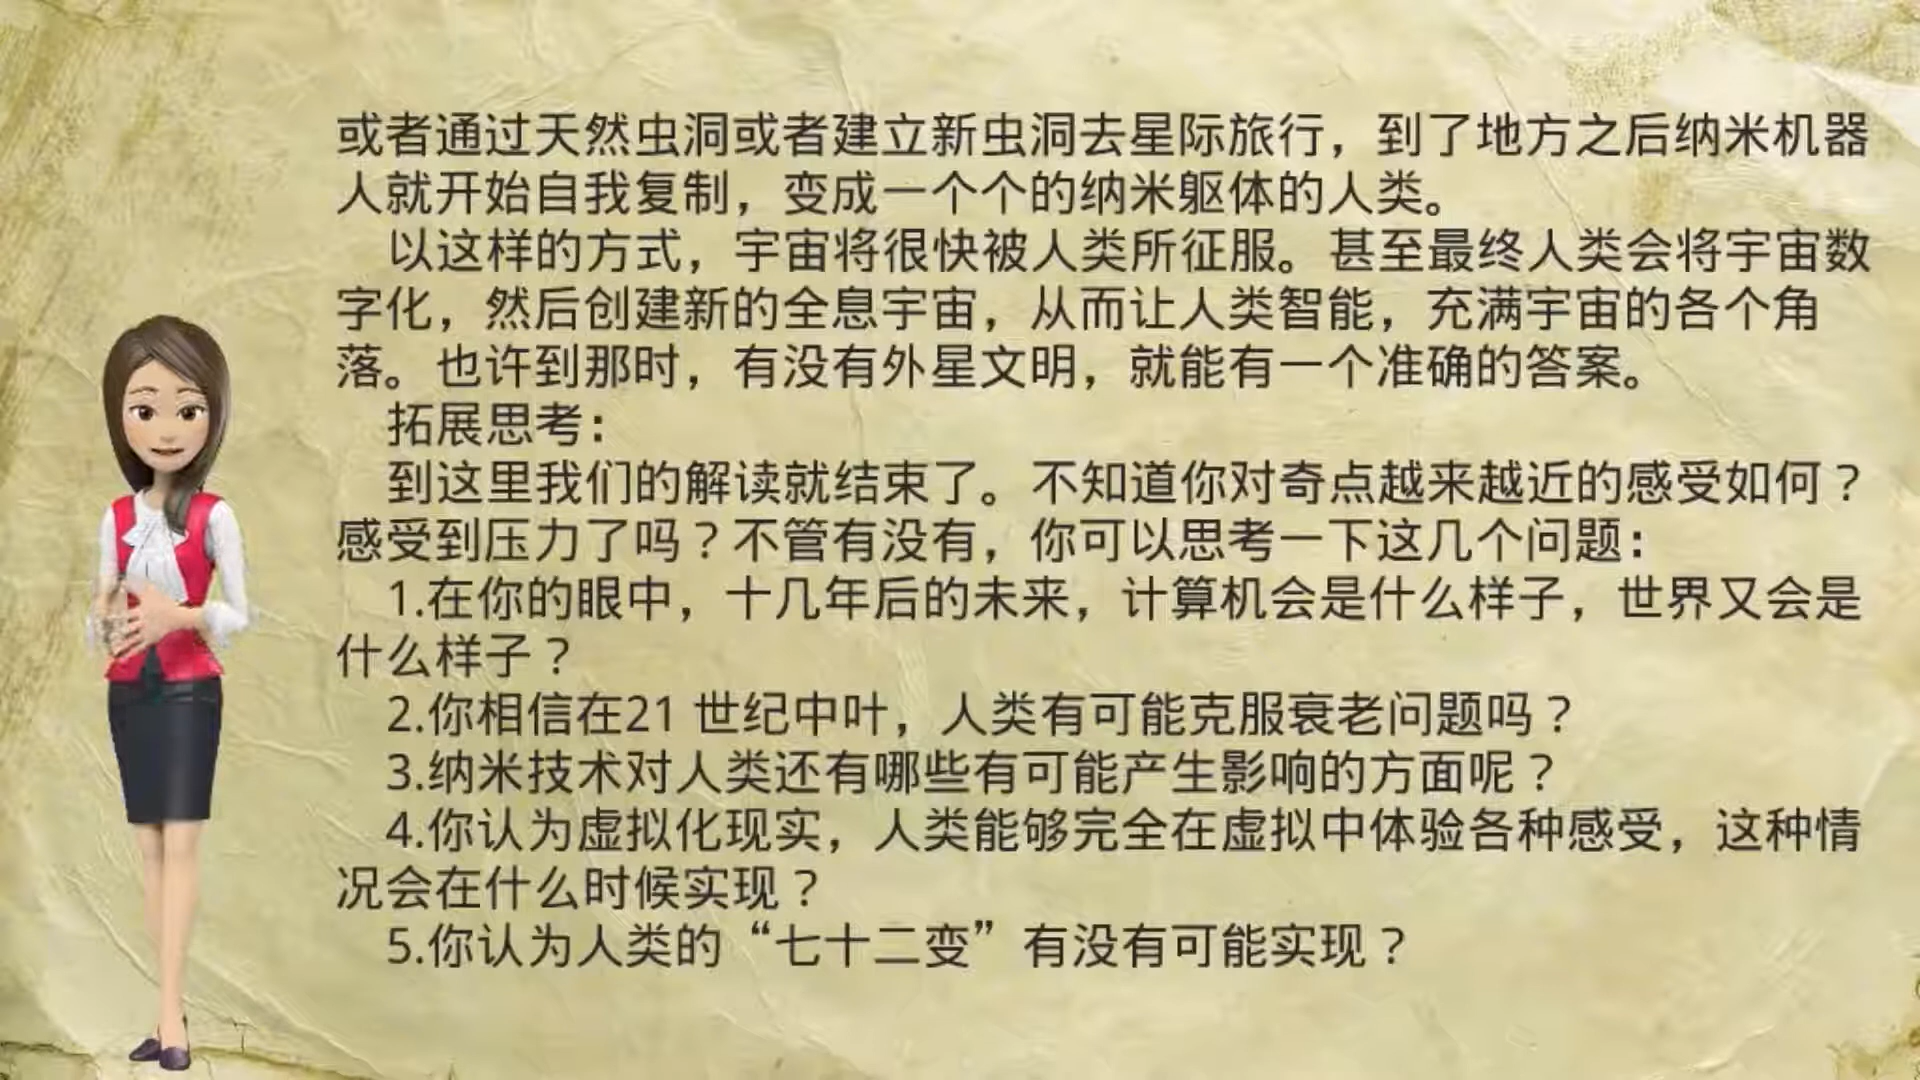 或者通过天然虫洞或者建立新虫洞去星际旅行，到了地方之后纳米机器
人就开始自我复制，变成一个个的纳米躯体的人类。
以这样的方式，宇宙将很快被人类所征服。甚至最终人类会将宇宙数
字化，然后创建新的全息宇宙，从而让人类智能，充满宇宙的各个角
落。也许到那时，有没有外星文明，就能有一个准确的答案。
拓展思考：
到这里我们的解读就结束了。不知道你对奇点越来越近的感受如何？
感受到压力了吗？不管有没有，你可以思考一下这几个问题：
1.在你的眼中，十几年后的未来，计算机会是什么样子，世界又会是
什么样子？
2.你相信在21 世纪中叶，人类有可能克服衰老问题吗？
3.纳米技术对人类还有哪些有可能产生影响的方面呢？
4.你认为虚拟化现实，人类能够完全在虚拟中体验各种感受，这种情
况会在什么时候实现？
5.你认为人类的“七十二变”有没有可能实现？